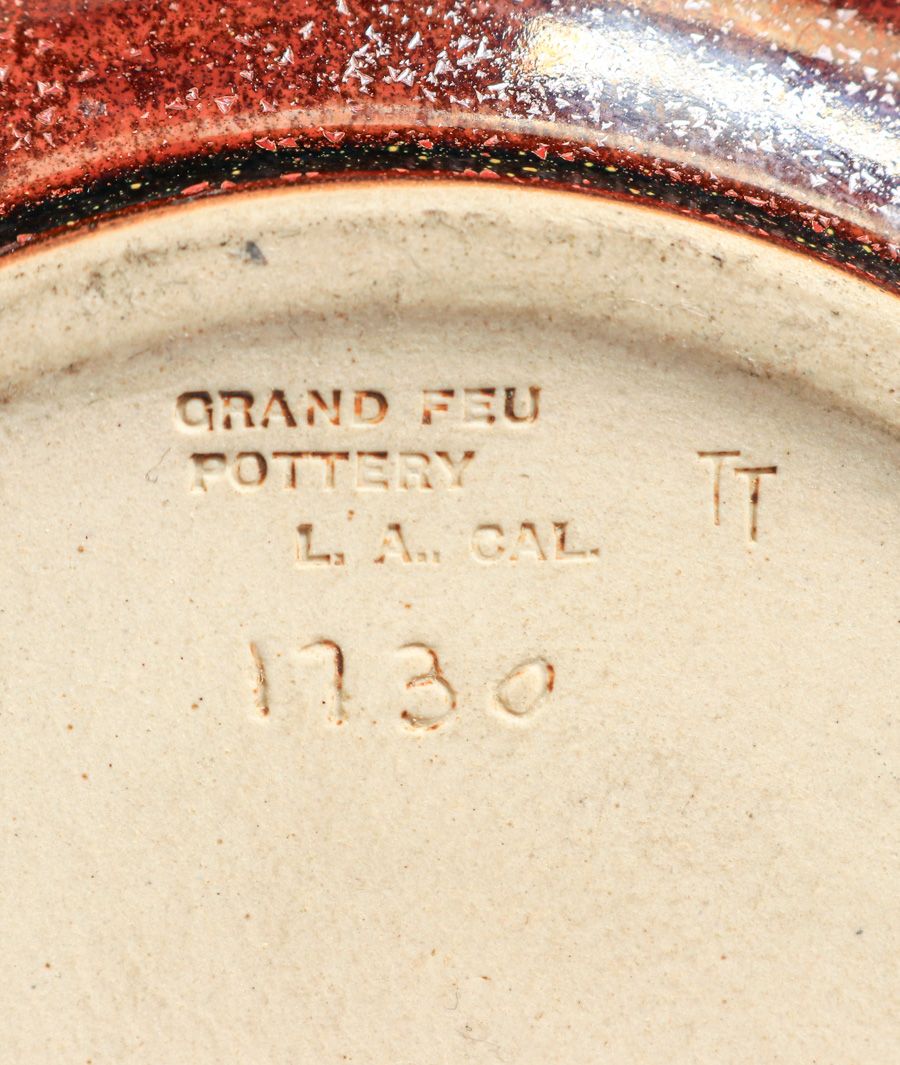 GRAND FEU
POTTERY
L. A., CAL.
TT
1730